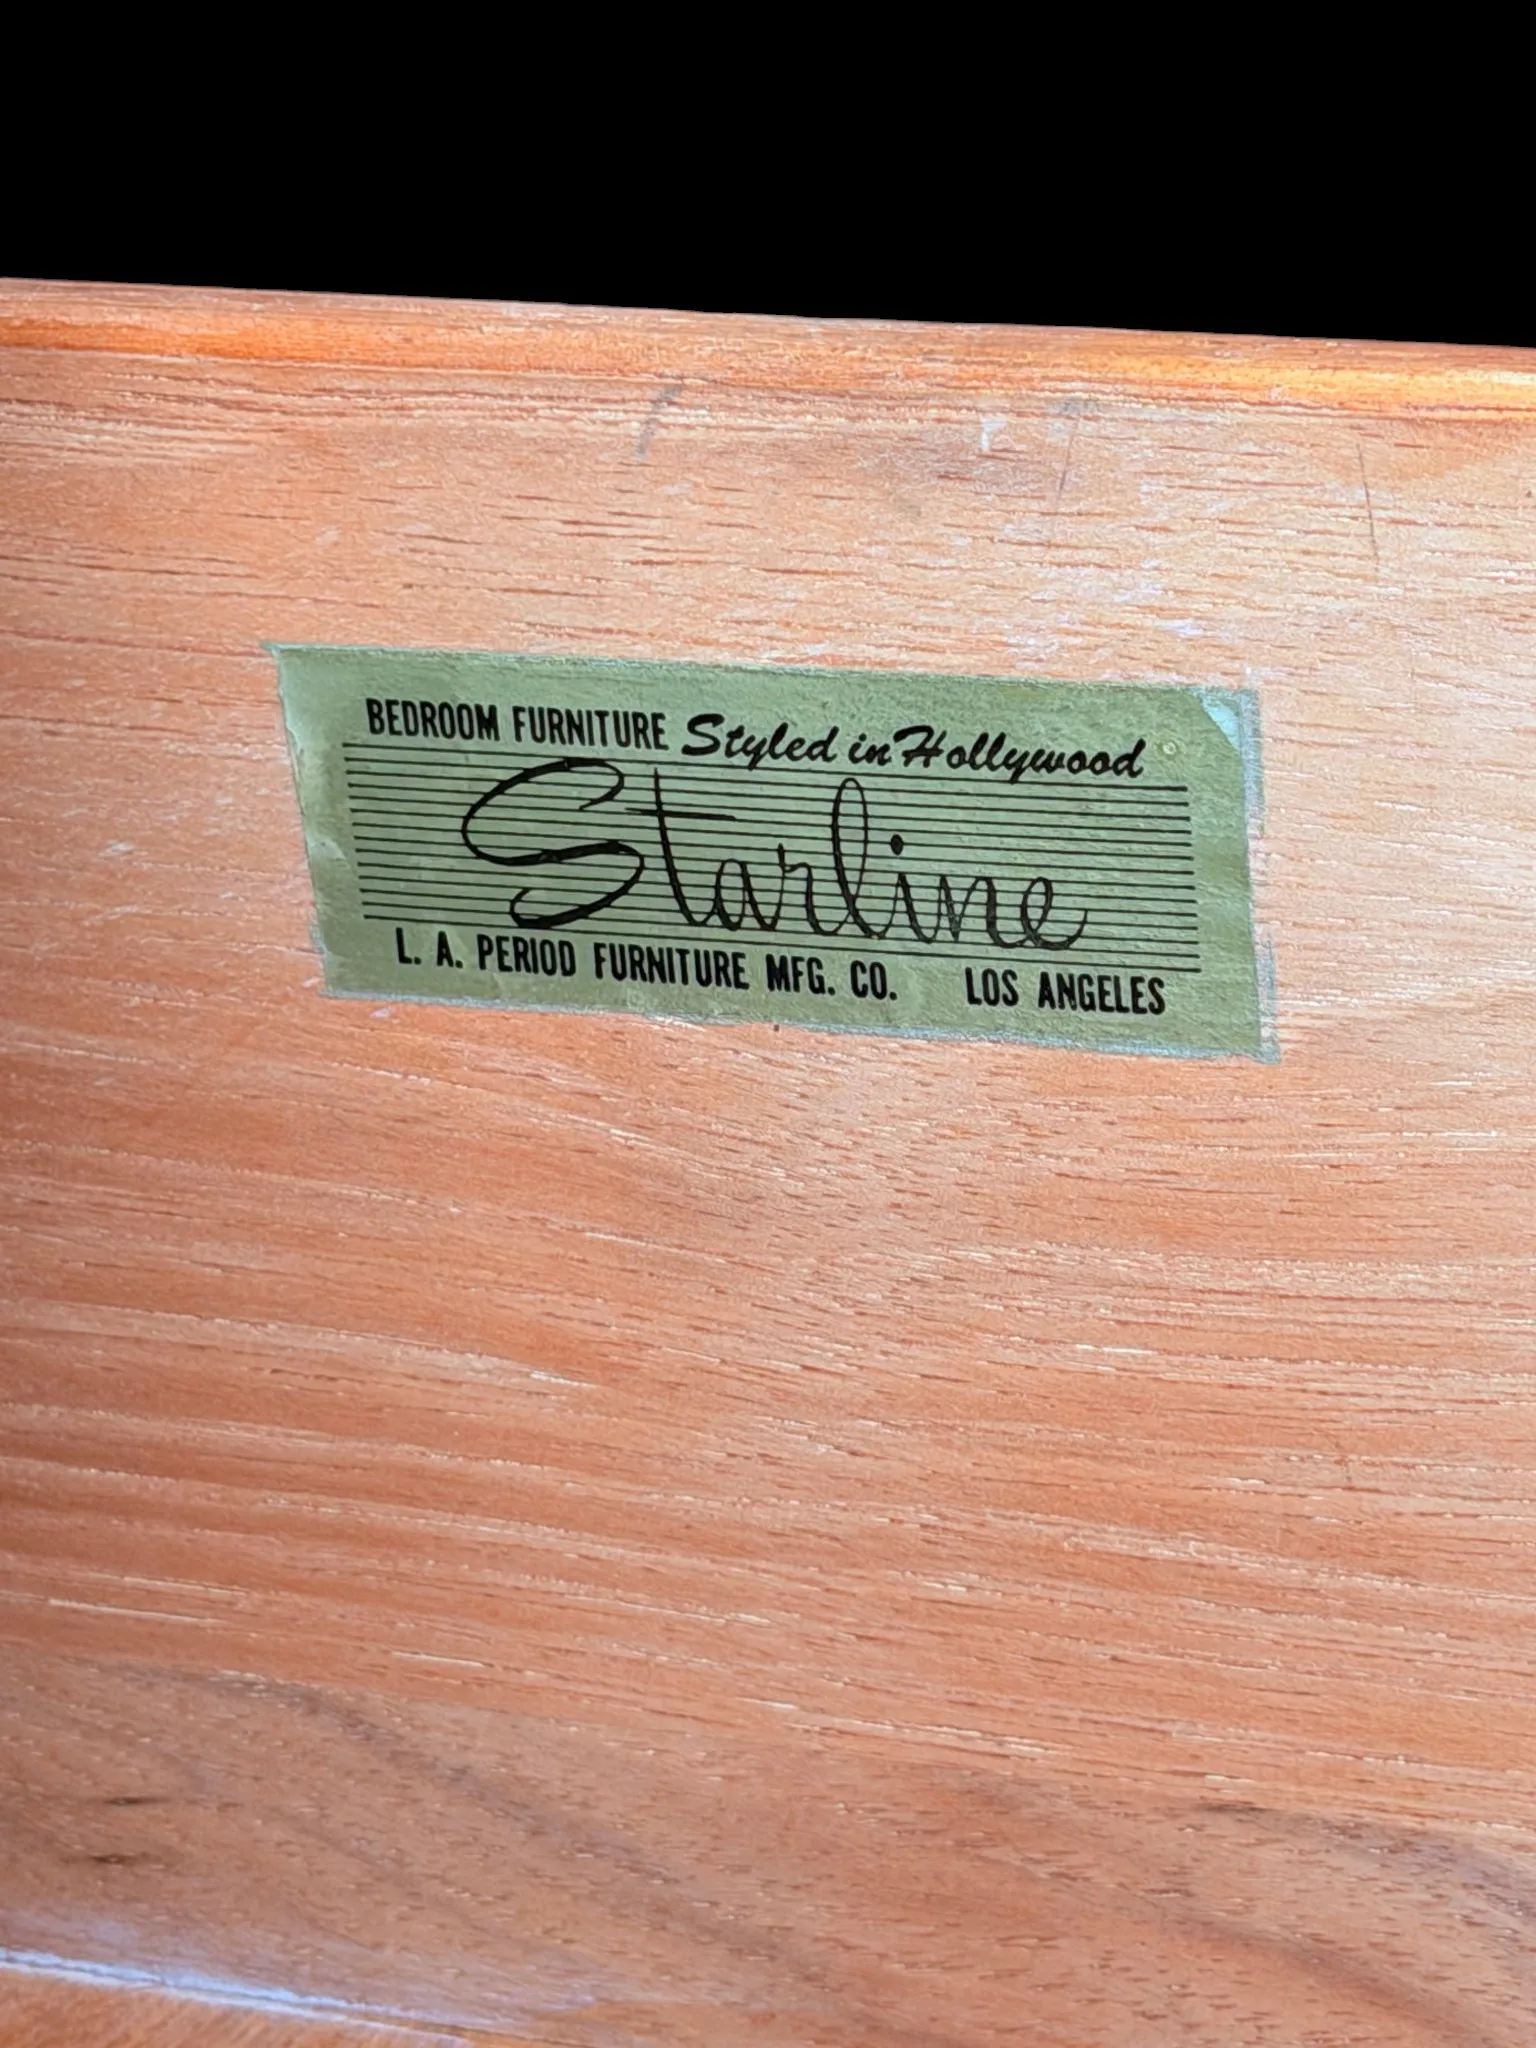 BEDROOM FURNITURE Styled in Hollywood
Starline
L. A. PERIOD FURNITURE MFG. CO. LOS ANGELES